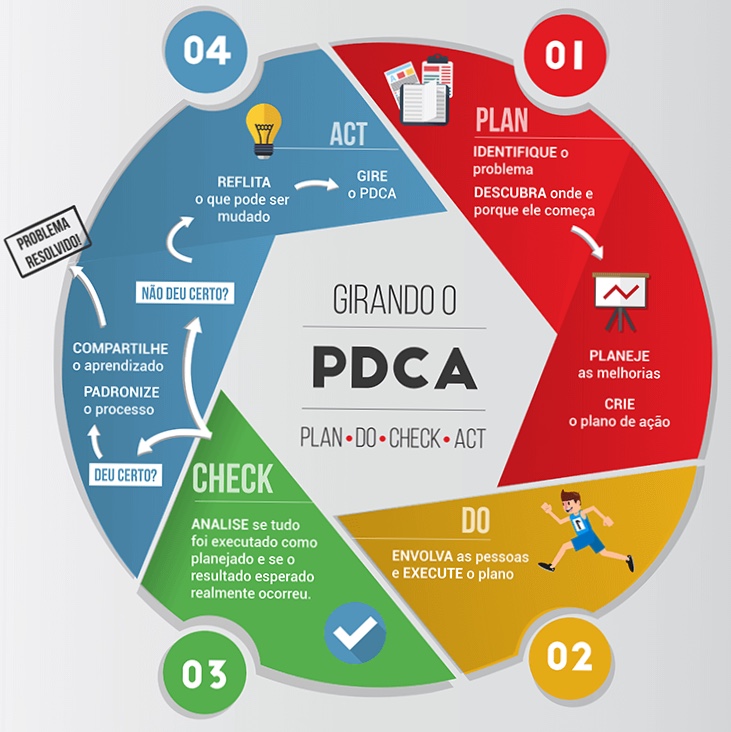 GIRANDO O
PDCA
PLAN • DO • CHECK • ACT
01
PLAN
IDENTIFIQUE o
problema
DESCUBRA onde e
porque ele começa
PLANEJE
as melhorias
CRIE
o plano de ação
02
DO
ENVOLVA as pessoas
e EXECUTE o plano
03
CHECK
ANALISE se tudo
foi executado como
planejado e se o
resultado esperado
realmente ocorreu.
04
ACT
DEU CERTO?
PADRONIZE
o processo
COMPARTILHE
o aprendizado
PROBLEMA
RESOLVIDO!
NÃO DEU CERTO?
REFLITA
o que pode ser
mudado
GIRE
o PDCA